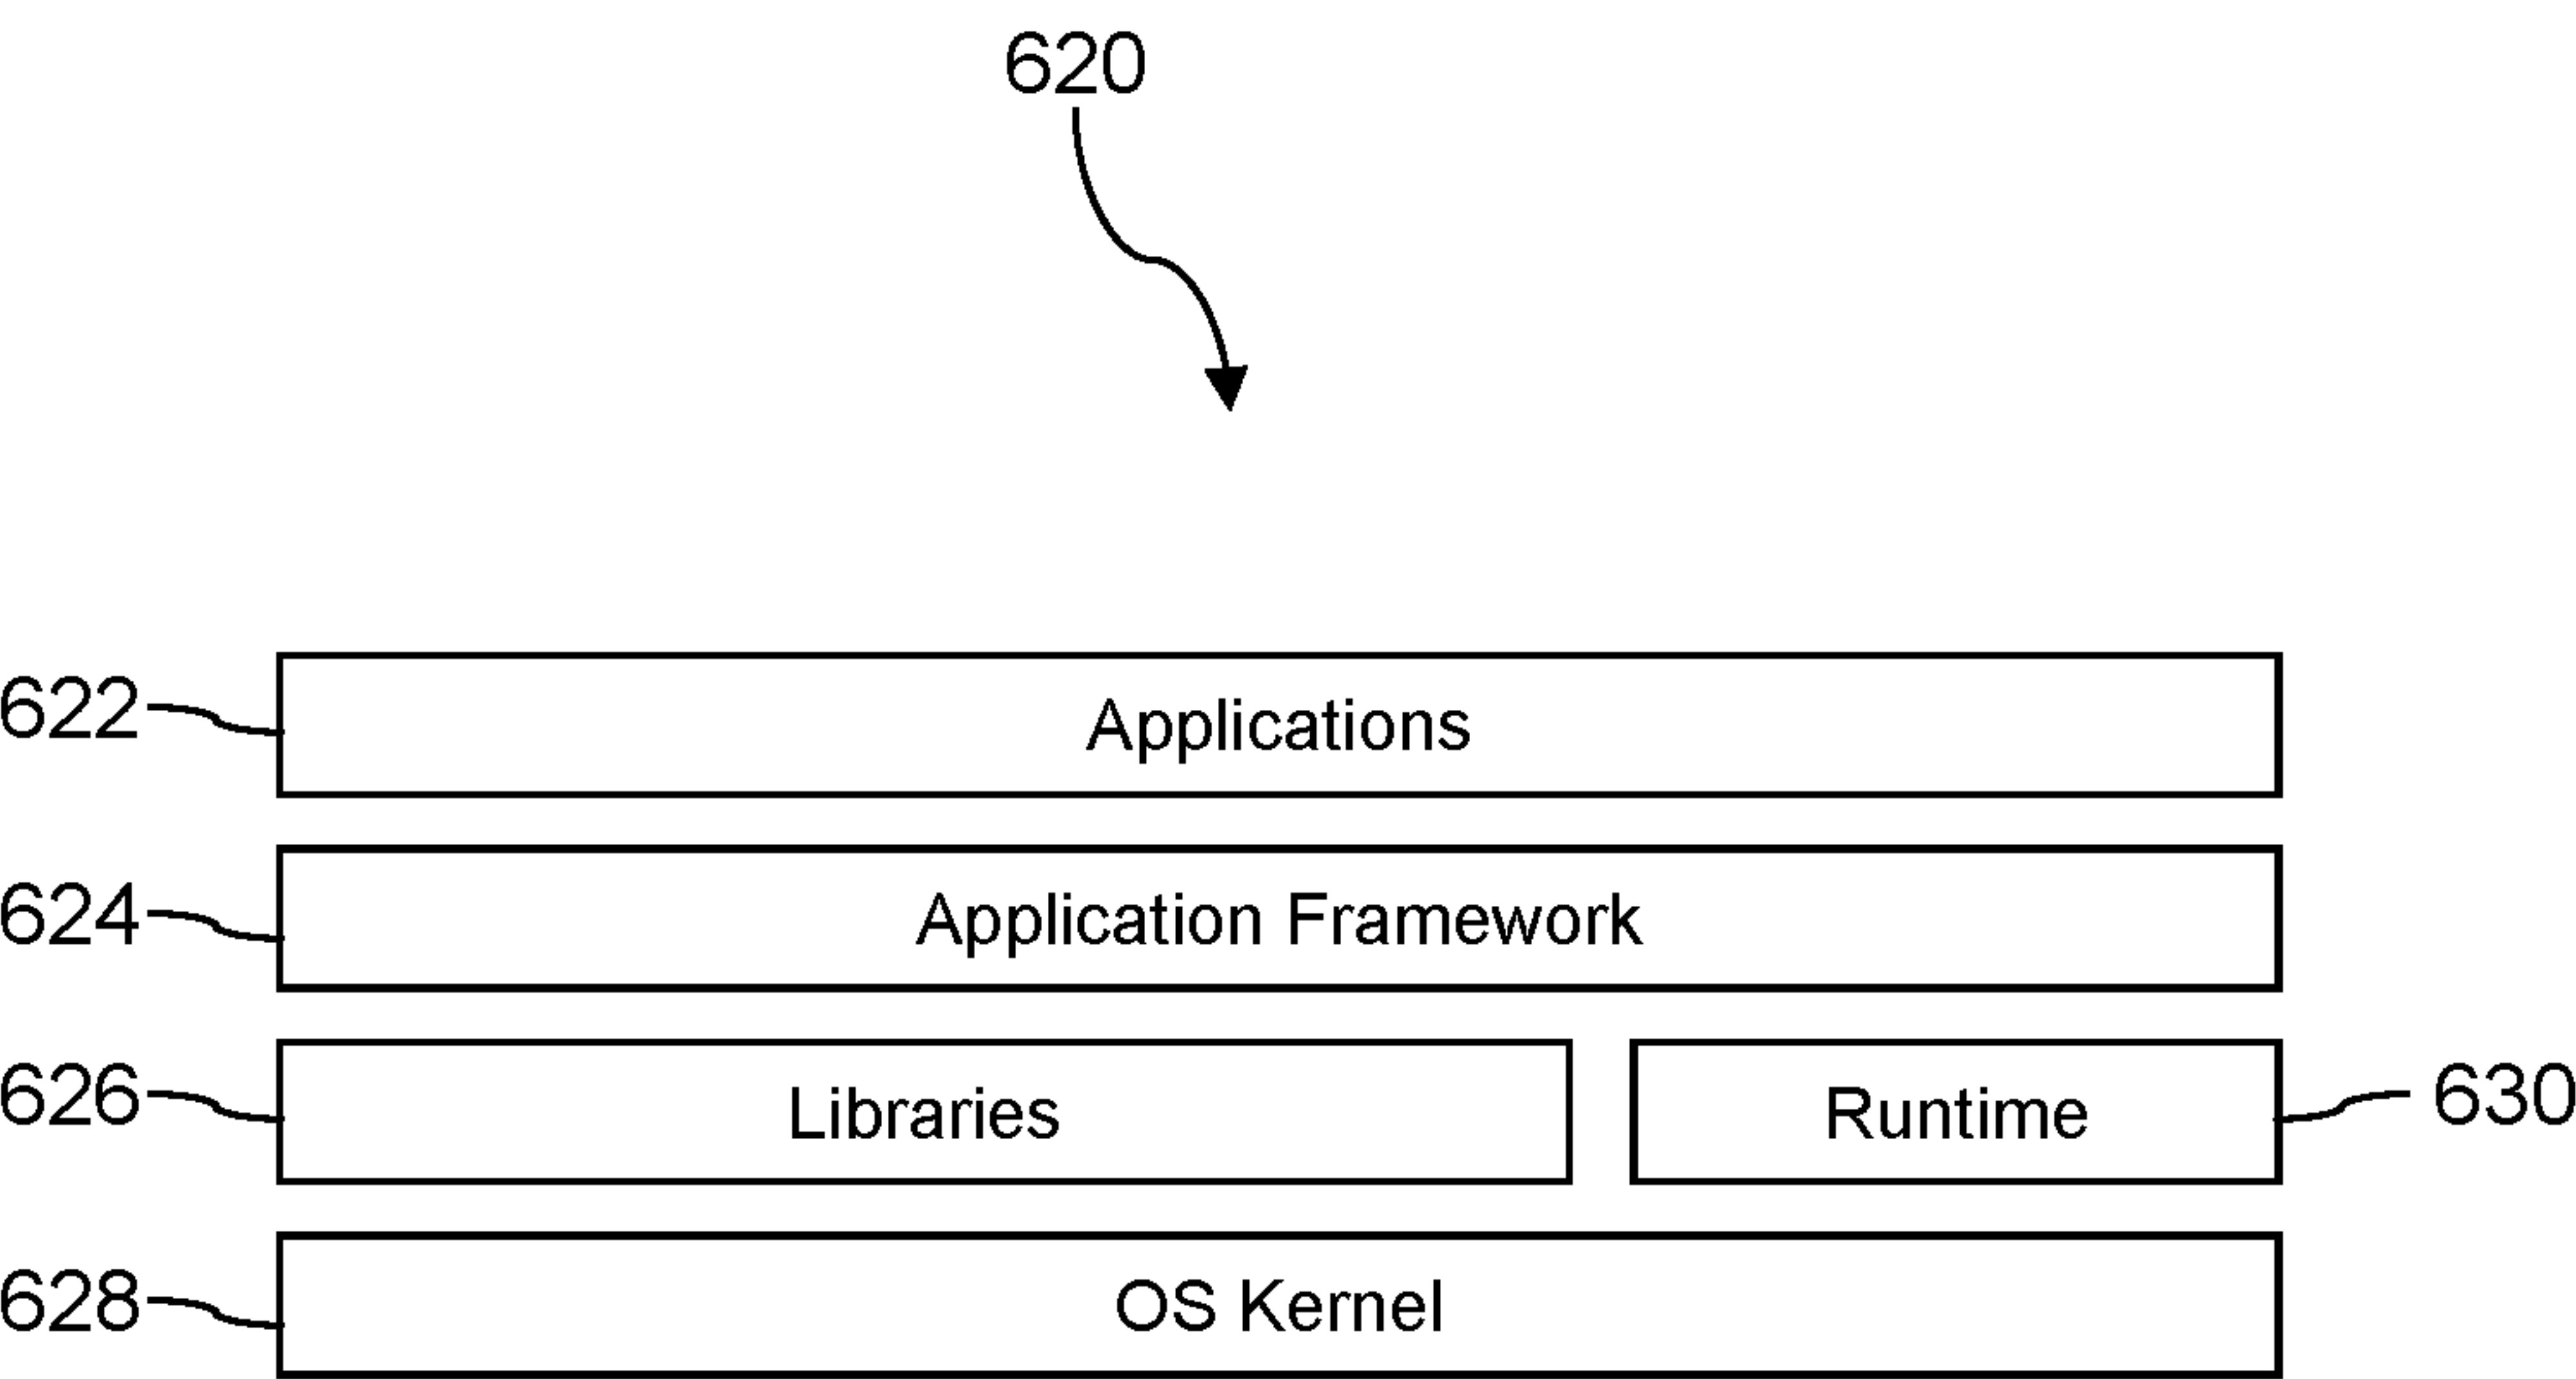 620
622
Applications
624
Application Framework
626
Libraries
Runtime
630
628
OS Kernel